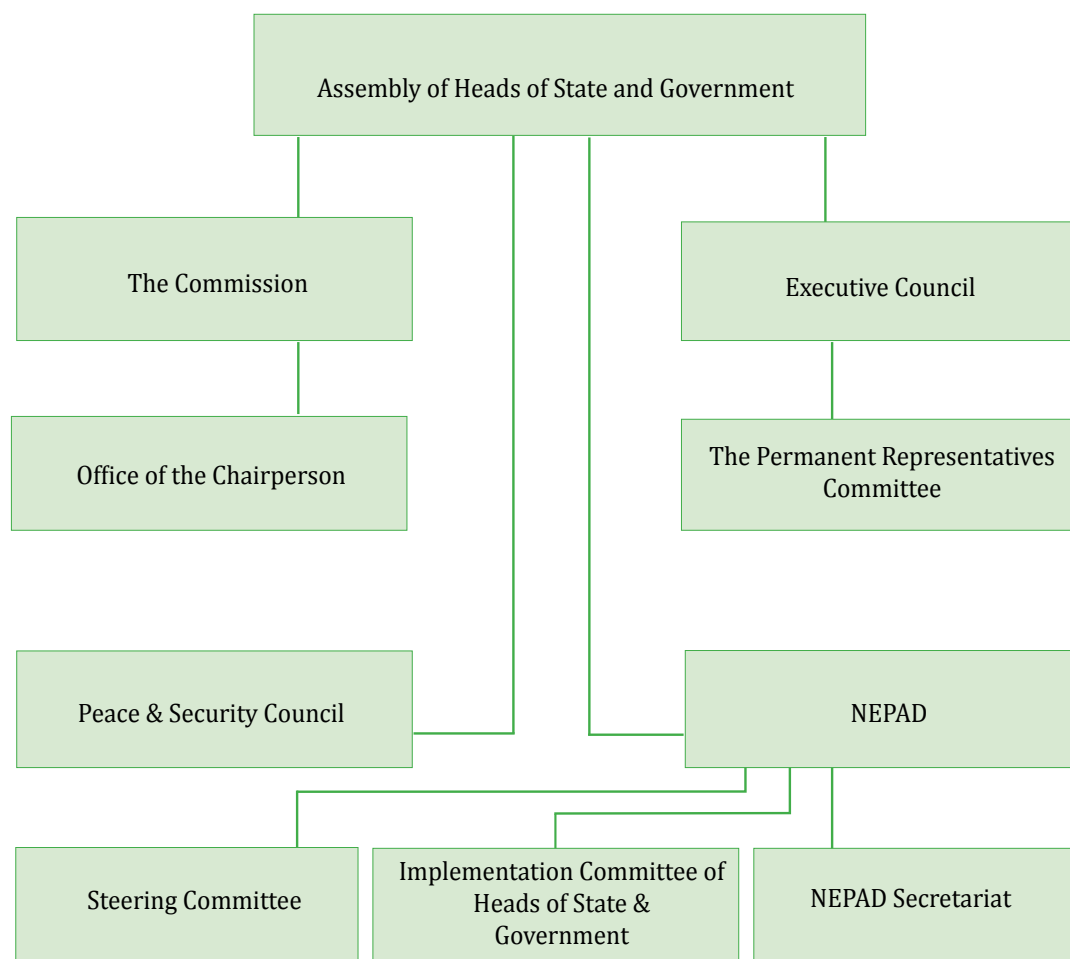 Assembly of Heads of State and Government
The Commission
Executive Council
Office of the Chairperson
The Permanent Representatives
Committee
Peace & Security Council
NEPAD
Steering Committee
Implementation Committee of
Heads of State &
Government
NEPAD Secretariat